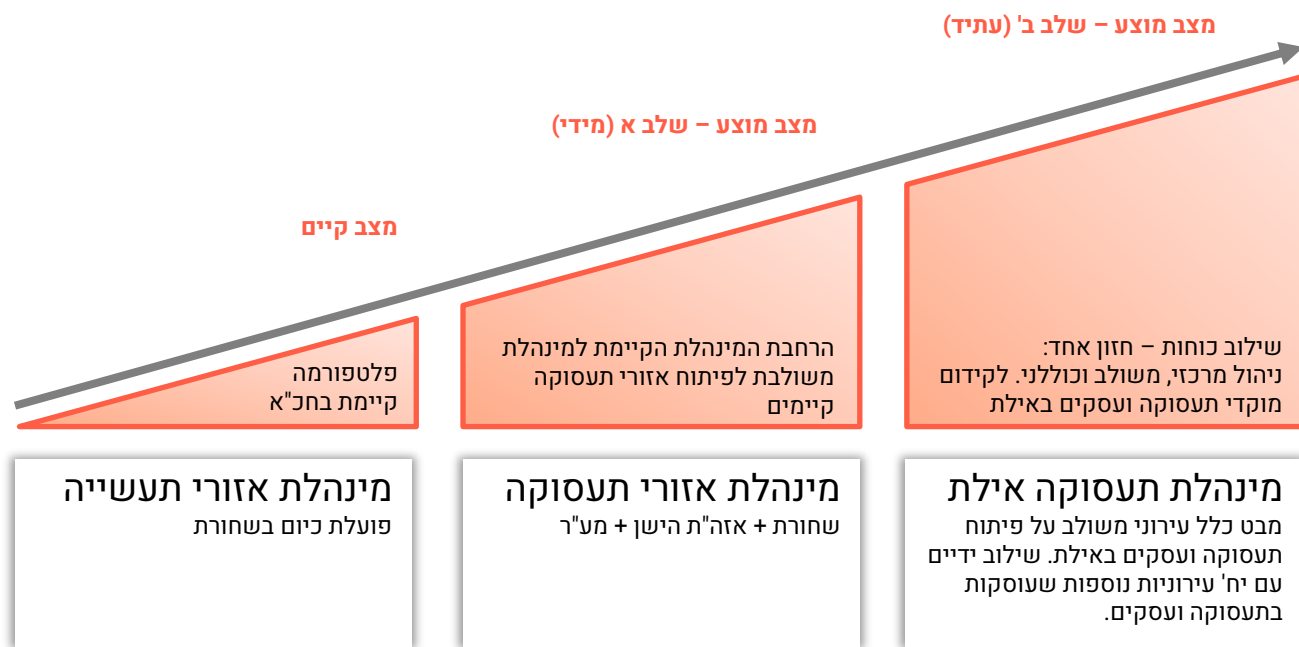 מצב מוצע – שלב ב' (עתיד)
מצב מוצע – שלב א (מידי)
מצב קיים
פלטפורמה
קיימת בחכ"א
הרחבת המינהלת הקיימת למינהלת
משולבת לפיתוח אזורי תעסוקה
קיימים
שילוב כוחות – חזון אחד:
ניהול מרכזי, משולב וכוללני. לקידום
מוקדי תעסוקה ועסקים באילת
מינהלת אזורי תעשייה
פועלת כיום בשחורת
מינהלת אזורי תעסוקה
שחורת + אזה"ת הישן + מע"ר
מינהלת תעסוקה אילת
מבט כלל עירוני משולב על פיתוח
תעסוקה ועסקים באילת. שילוב ידיים
עם יח' עירוניות נוספות שעוסקות
בתעסוקה ועסקים.